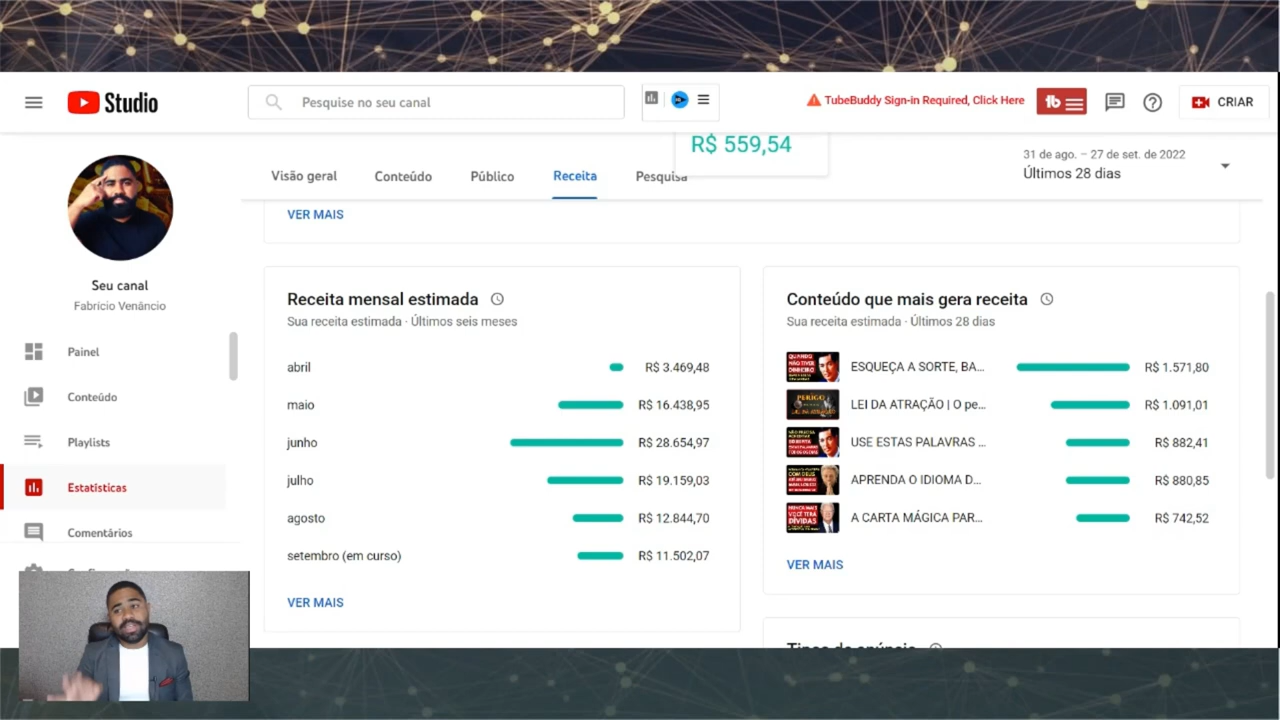 Studio
Pesquise no seu canal
TubeBuddy Sign-in Required, Click Here
tb
CRIAR
R$ 559,54
Visão geral
Conteúdo
Público
Receita
Pesquisa
31 de ago. – 27 de set. de 2022
Últimos 28 dias
VER MAIS
Seu canal
Fabrício Venâncio
Painel
Conteúdo
Playlists
Estatísticas
Comentários
Receita mensal estimada
Sua receita estimada · Últimos seis meses
abril R$ 3.469,48
maio R$ 16.438,95
junho R$ 28.654,97
julho R$ 19.159,03
agosto R$ 12.844,70
setembro (em curso) R$ 11.502,07
VER MAIS
Conteúdo que mais gera receita
Sua receita estimada · Últimos 28 dias
ESQUEÇA A SORTE, BA... R$ 1.571,80
LEI DA ATRAÇÃO | O pe... R$ 1.091,01
USE ESTAS PALAVRAS ... R$ 882,41
APRENDA O IDIOMA D... R$ 880,85
A CARTA MÁGICA PAR... R$ 742,52
VER MAIS